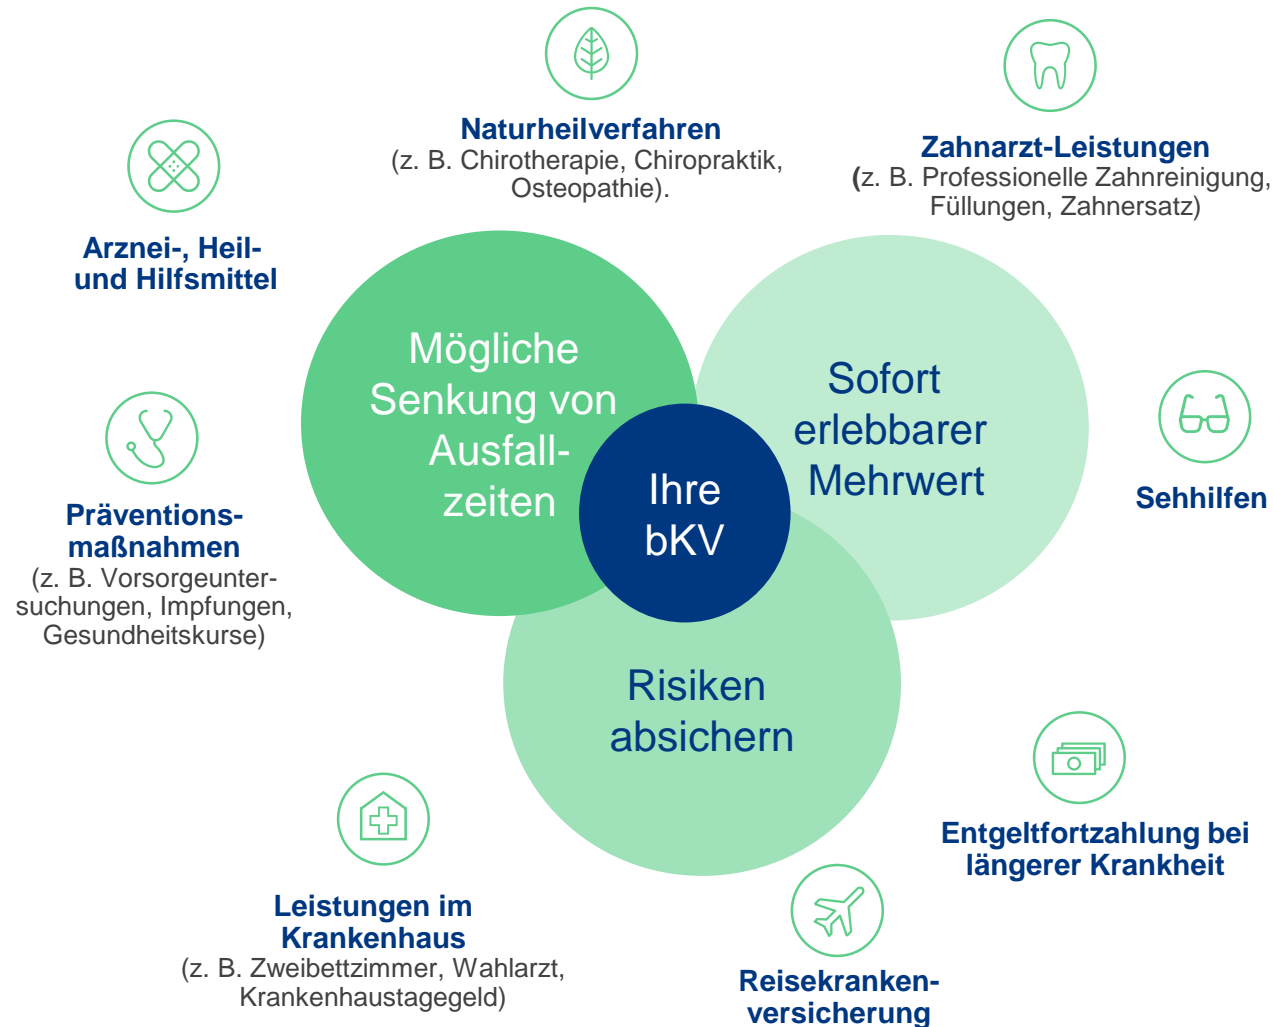 Naturheilverfahren
(z. B. Chirotherapie, Chiropraktik,
Osteopathie).
Zahnarzt-Leistungen
(z. B. Professionelle Zahnreinigung,
Füllungen, Zahnersatz)
Arznei-, Heil-
und Hilfsmittel
Mögliche
Senkung von
Ausfall-
zeiten
Sofort
erlebbarer
Mehrwert
Ihre
bKV
Sehhilfen
Präventions-
maßnahmen
(z. B. Vorsorgeunter-
suchungen, Impfungen,
Gesundheitskurse)
Risiken
absichern
Entgeltfortzahlung bei
längerer Krankheit
Leistungen im
Krankenhaus
(z. B. Zweibettzimmer, Wahlarzt,
Krankenhaustagegeld)
Reisekranken-
versicherung